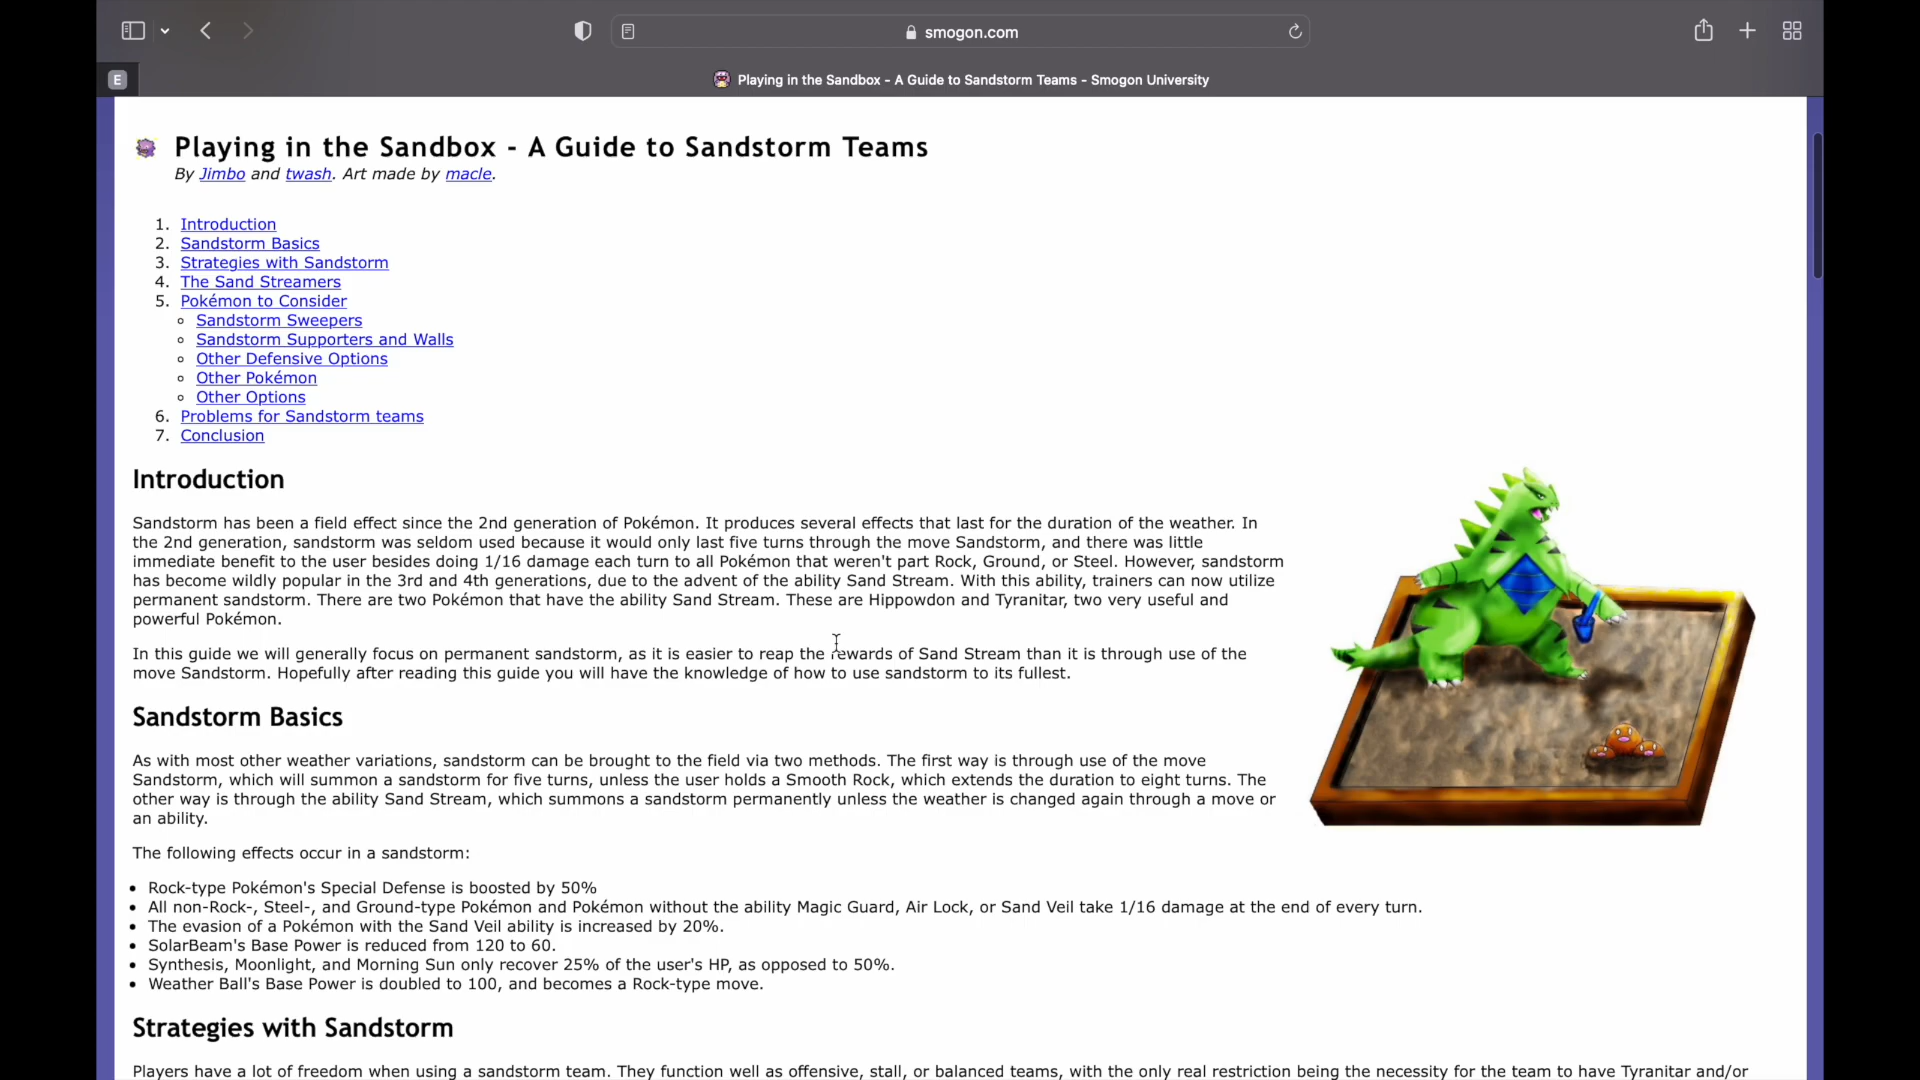 smogon.com
E
Playing in the Sandbox - A Guide to Sandstorm Teams - Smogon University
Playing in the Sandbox - A Guide to Sandstorm Teams
By Jimbo and twash. Art made by macle.
1. Introduction
2. Sandstorm Basics
3. Strategies with Sandstorm
4. The Sand Streamers
5. Pokémon to Consider
Sandstorm Sweepers
Sandstorm Supporters and Walls
Other Defensive Options
Other Pokémon
Other Options
6. Problems for Sandstorm teams
7. Conclusion
Introduction
Sandstorm has been a field effect since the 2nd generation of Pokémon. It produces several effects that last for the duration of the weather. In
the 2nd generation, sandstorm was seldom used because it would only last five turns through the move Sandstorm, and there was little
immediate benefit to the user besides doing 1/16 damage each turn to all Pokémon that weren't part Rock, Ground, or Steel. However, sandstorm
has become wildly popular in the 3rd and 4th generations, due to the advent of the ability Sand Stream. With this ability, trainers can now utilize
permanent sandstorm. There are two Pokémon that have the ability Sand Stream. These are Hippowdon and Tyranitar, two very useful and
powerful Pokémon.
In this guide we will generally focus on permanent sandstorm, as it is easier to reap the rewards of Sand Stream than it is through use of the
move Sandstorm. Hopefully after reading this guide you will have the knowledge of how to use sandstorm to its fullest.
Sandstorm Basics
As with most other weather variations, sandstorm can be brought to the field via two methods. The first way is through use of the move
Sandstorm, which will summon a sandstorm for five turns, unless the user holds a Smooth Rock, which extends the duration to eight turns. The
other way is through the ability Sand Stream, which summons a sandstorm permanently unless the weather is changed again through a move or
an ability.
The following effects occur in a sandstorm:
• Rock-type Pokémon's Special Defense is boosted by 50%
• All non-Rock-, Steel-, and Ground-type Pokémon and Pokémon without the ability Magic Guard, Air Lock, or Sand Veil take 1/16 damage at the end of every turn.
• The evasion of a Pokémon with the Sand Veil ability is increased by 20%.
• SolarBeam's Base Power is reduced from 120 to 60.
• Synthesis, Moonlight, and Morning Sun only recover 25% of the user's HP, as opposed to 50%.
• Weather Ball's Base Power is doubled to 100, and becomes a Rock-type move.
Strategies with Sandstorm
Players have a lot of freedom when using a sandstorm team. They function well as offensive, stall, or balanced teams, with the only real restriction being the necessity for the team to have Tyranitar and/or